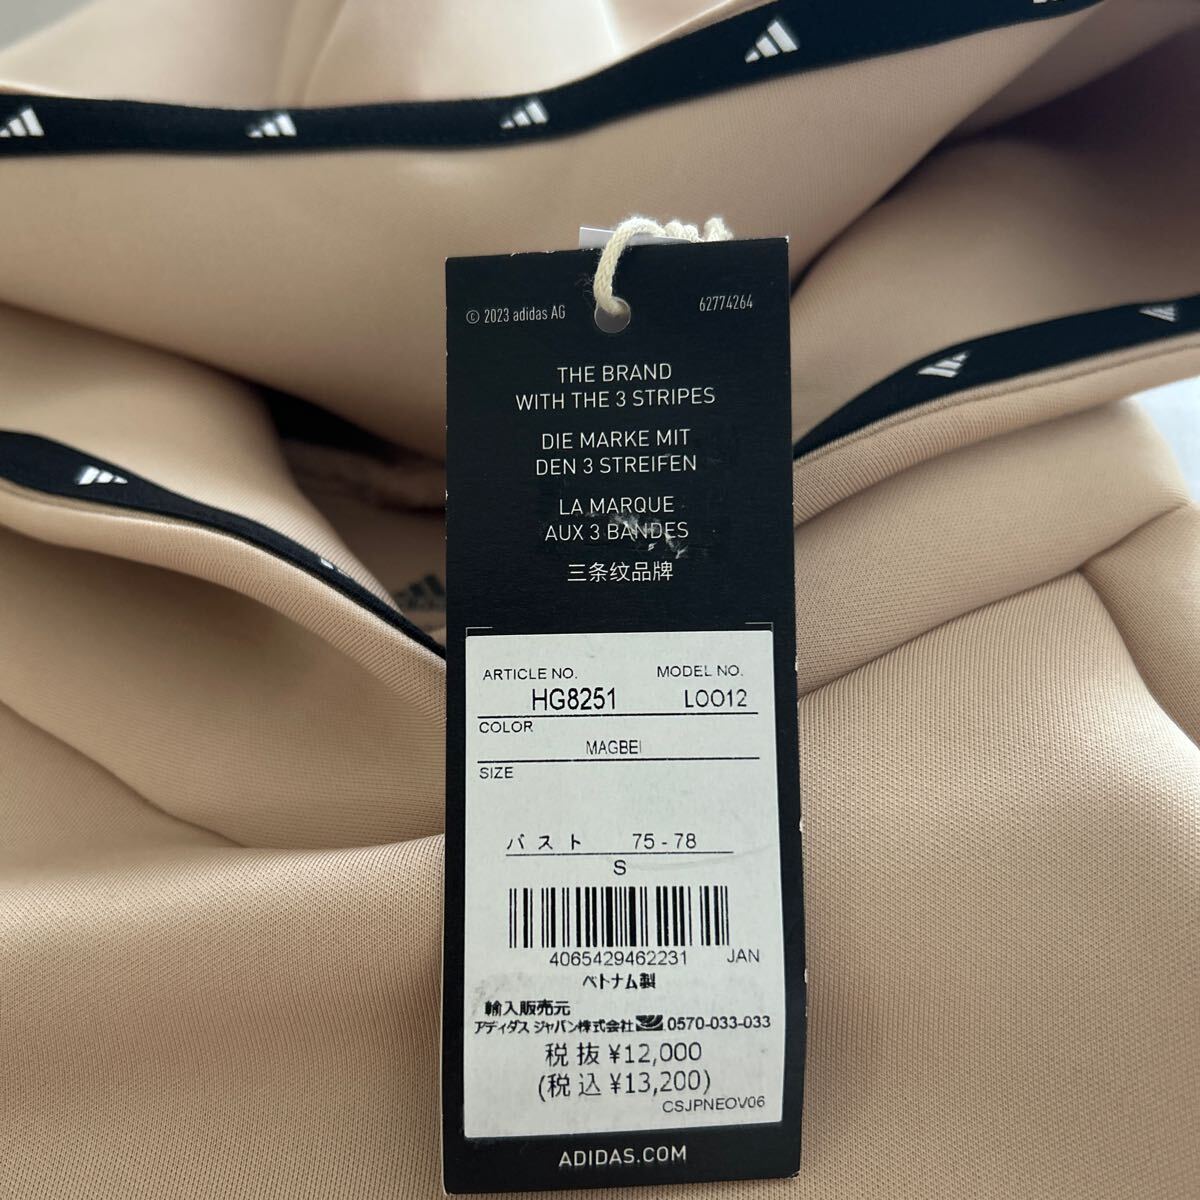 © 2023 adidas AG
62774264
THE BRAND
WITH THE 3 STRIPES
DIE MARKE MIT
DEN 3 STREIFEN
LA MARQUE
AUX 3 BANDES
三条纹品牌
ARTICLE NO. MODEL NO.
HG8251 LOO12
COLOR
MAGBEI
SIZE
バスト 75-78
S
4065429462231 JAN
ベトナム製
輸入販売元
アディダス ジャパン株式会社 0570-033-033
税抜 ¥12,000
(税込 ¥13,200)
CSJPNEOV06
ADIDAS.COM